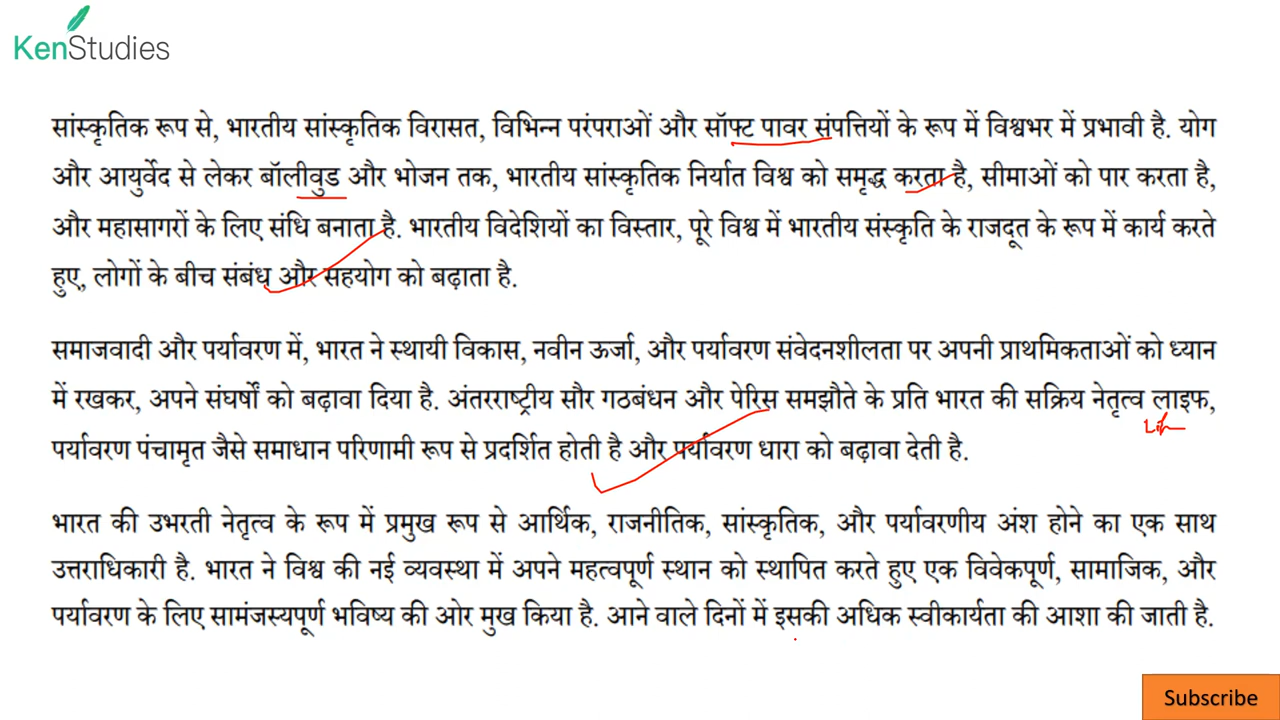 KenStudies
सांस्कृतिक रूप से, भारतीय सांस्कृतिक विरासत, विभिन्न परंपराओं और सॉफ्ट पावर संपत्तियों के रूप में विश्वभर में प्रभावी है. योग
और आयुर्वेद से लेकर बॉलीवुड और भोजन तक, भारतीय सांस्कृतिक निर्यात विश्व को समृद्ध करता है, सीमाओं को पार करता है,
और महासागरों के लिए संधि बनाता है. भारतीय विदेशियों का विस्तार, पूरे विश्व में भारतीय संस्कृति के राजदूत के रूप में कार्य करते
हुए, लोगों के बीच संबंध और सहयोग को बढ़ाता है.
समाजवादी और पर्यावरण में, भारत ने स्थायी विकास, नवीन ऊर्जा, और पर्यावरण संवेदनशीलता पर अपनी प्राथमिकताओं को ध्यान
में रखकर, अपने संघर्षों को बढ़ावा दिया है. अंतरराष्ट्रीय सौर गठबंधन और पेरिस समझौते के प्रति भारत की सक्रिय नेतृत्व लाइफ,
पर्यावरण पंचामृत जैसे समाधान परिणामी रूप से प्रदर्शित होती है और पर्यावरण धारा को बढ़ावा देती है.
भारत की उभरती नेतृत्व के रूप में प्रमुख रूप से आर्थिक, राजनीतिक, सांस्कृतिक, और पर्यावरणीय अंश होने का एक साथ
उत्तराधिकारी है. भारत ने विश्व की नई व्यवस्था में अपने महत्वपूर्ण स्थान को स्थापित करते हुए एक विवेकपूर्ण, सामाजिक, और
पर्यावरण के लिए सामंजस्यपूर्ण भविष्य की ओर मुख किया है. आने वाले दिनों में इसकी अधिक स्वीकार्यता की आशा की जाती है.
Subscribe